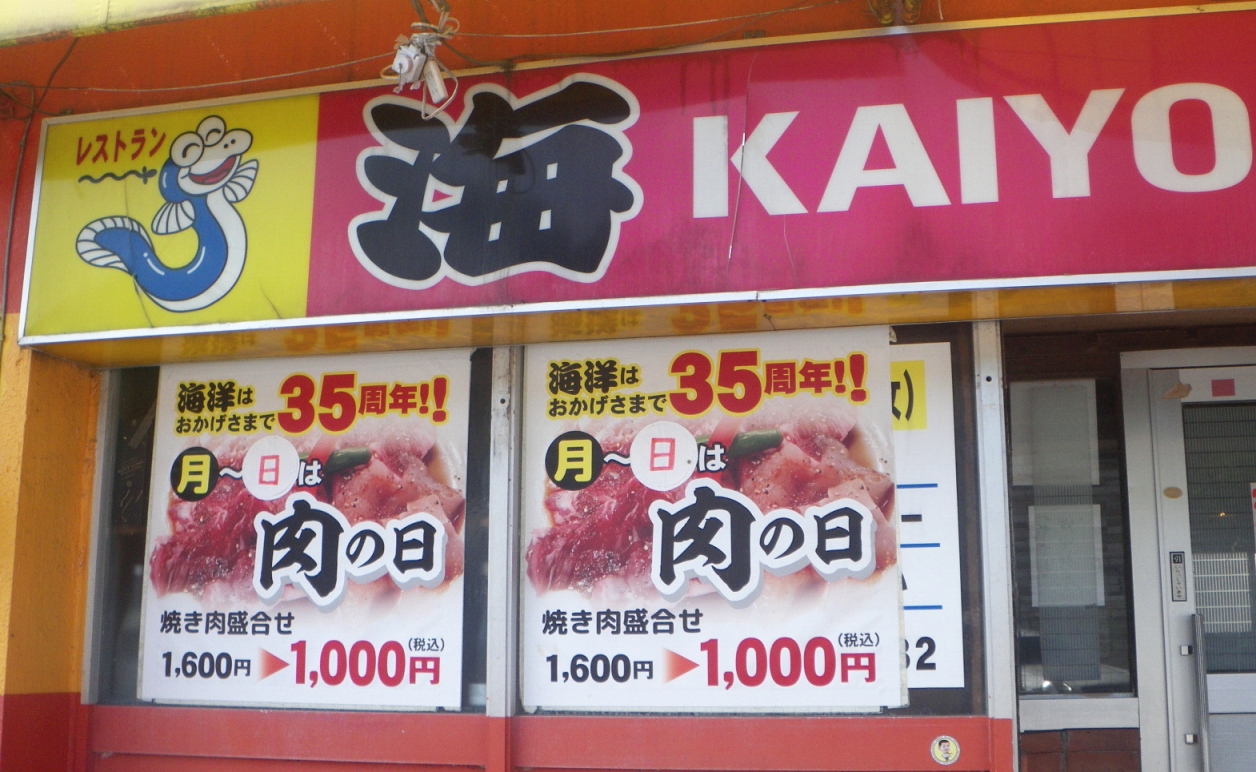 レストラン
海 KAIYO
海洋は
おかげさまで
35周年!!
月~日は
肉の日
焼き肉盛合せ
1,600円
1,000円
(税込)
海洋は
おかげさまで
35周年!!
月~日は
肉の日
焼き肉盛合せ
1,600円
1,000円
(税込)